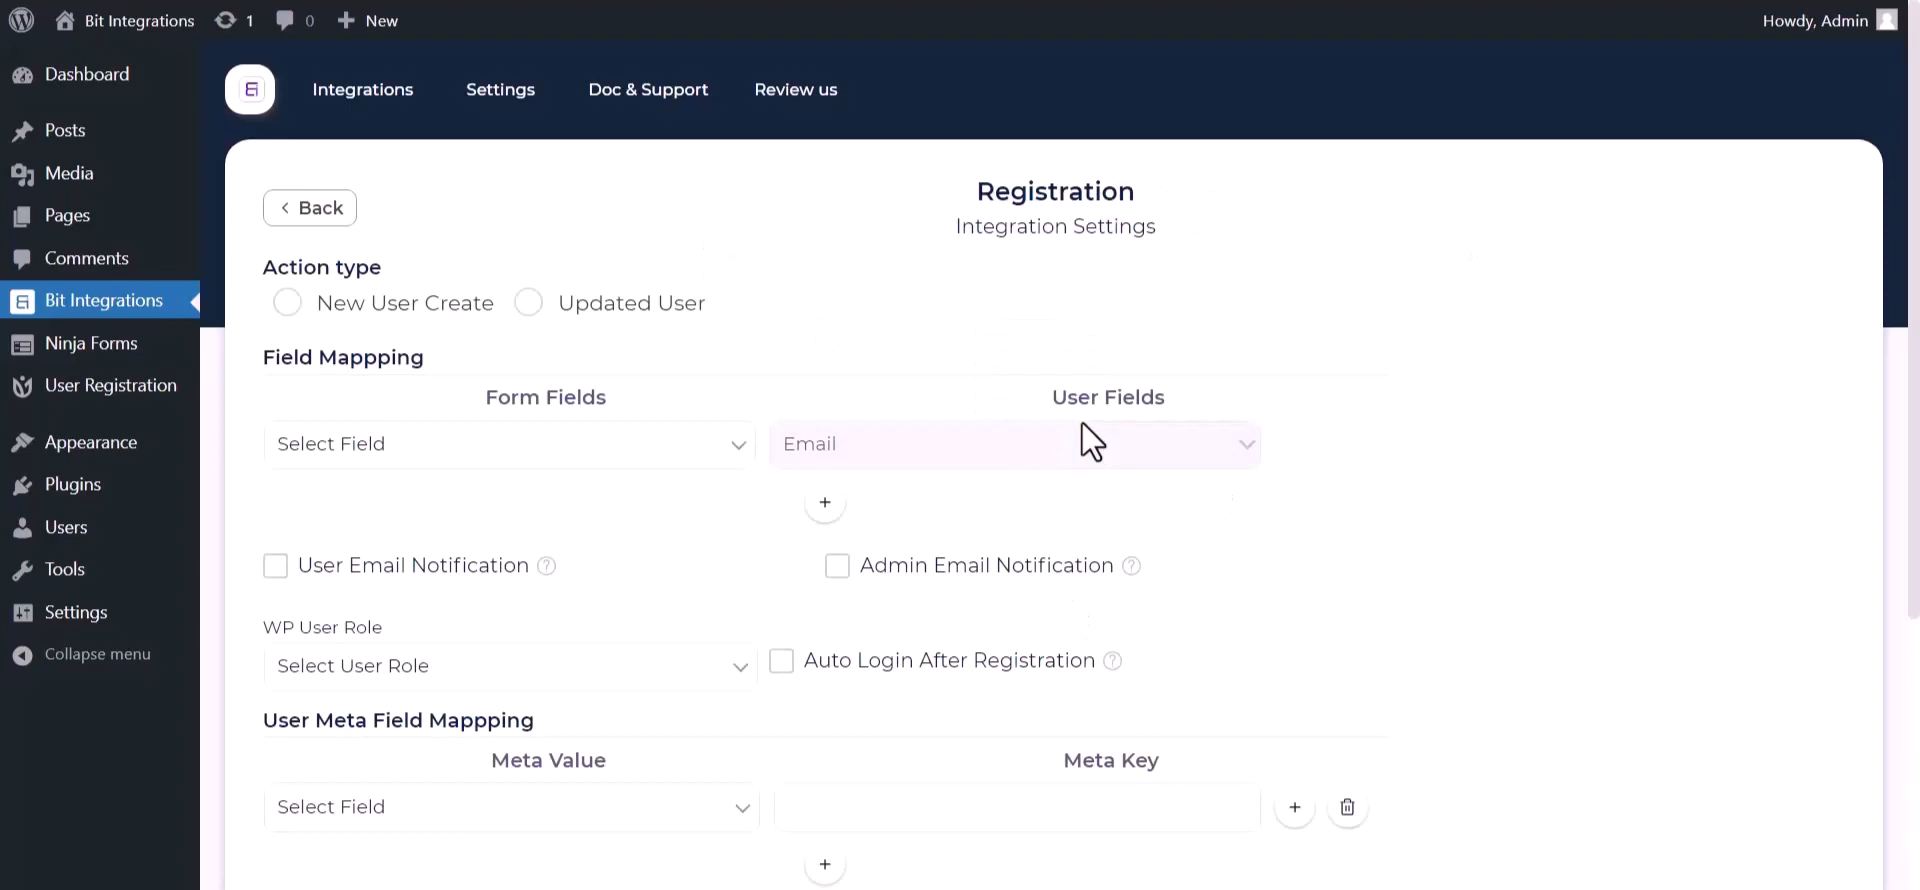 Bit Integrations 1 0 New Howdy, Admin
Dashboard
Posts
Media
Pages
Comments
Bit Integrations
Ninja Forms
User Registration
Appearance
Plugins
Users
Tools
Settings
Collapse menu
Integrations Settings Doc & Support Review us
Back
Registration
Integration Settings
Action type
New User Create Updated User
Field Mappping
Form Fields User Fields
Select Field Email
+
User Email Notification ? Admin Email Notification ?
WP User Role
Select User Role Auto Login After Registration ?
User Meta Field Mappping
Meta Value Meta Key
Select Field +
+